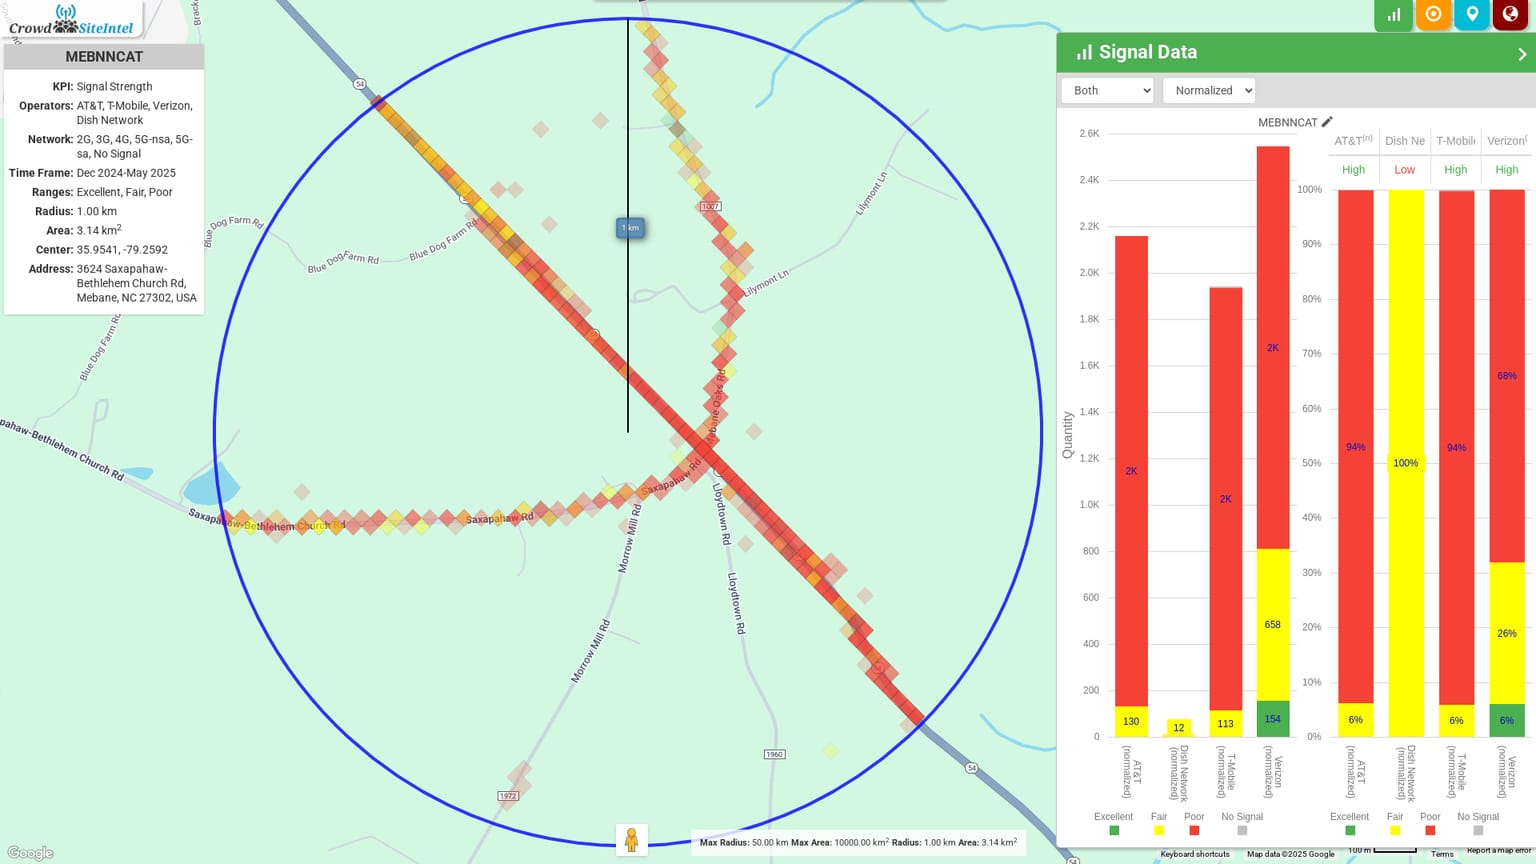 Crowd SiteIntel
MEBNNCAT
KPI: Signal Strength
Operators: AT&T, T-Mobile, Verizon,
Dish Network
Network: 2G, 3G, 4G, 5G-nsa, 5G-
sa, No Signal
Time Frame: Dec 2024-May 2025
Ranges: Excellent, Fair, Poor
Radius: 1.00 km
Area: 3.14 km²
Center: 35.9541, -79.2592
Address: 3624 Saxapahaw-
Bethlehem Church Rd,
Mebane, NC 27302, USA
54
1007
1 km
Blue Dog Farm Rd
Blue Dog Farm Rd
Blue Dog Farm Rd
Blue Dog Farm Rd
Lilymont Ln
Lilymont Ln
Mebane Oaks Rd
pahaw-Bethlehem Church Rd
Saxapahaw-Bethlehem Church Rd
Saxapahaw Rd
Saxapahaw Rd
Morrow Mill Rd
Morrow Mill Rd
Lloydtown Rd
Lloydtown Rd
1960
1972
54
54
Google
Max Radius: 50.00 km Max Area: 10000.00 km² Radius: 1.00 km Area: 3.14 km²
Signal Data
Both
Normalized
MEBNNCAT
Quantity
2.6K
2.4K
2.2K
2.0K
1.8K
1.6K
1.4K
1.2K
1.0K
800
600
400
200
0
2K
130
12
2K
113
2K
658
154
AT&T (normalized)
Dish Network (normalized)
T-Mobile (normalized)
Verizon (normalized)
Excellent Fair Poor No Signal
AT&T(n) Dish Ne T-Mobile Verizon(
High Low High High
100%
90%
80%
70%
60%
50%
40%
30%
20%
10%
0%
94%
6%
100%
94%
6%
68%
26%
6%
AT&T (normalized)
Dish Network (normalized)
T-Mobile (normalized)
Verizon (normalized)
Excellent Fair Poor No Signal
Keyboard shortcuts
Map data ©2025 Google
100 m
Terms
Report a map error